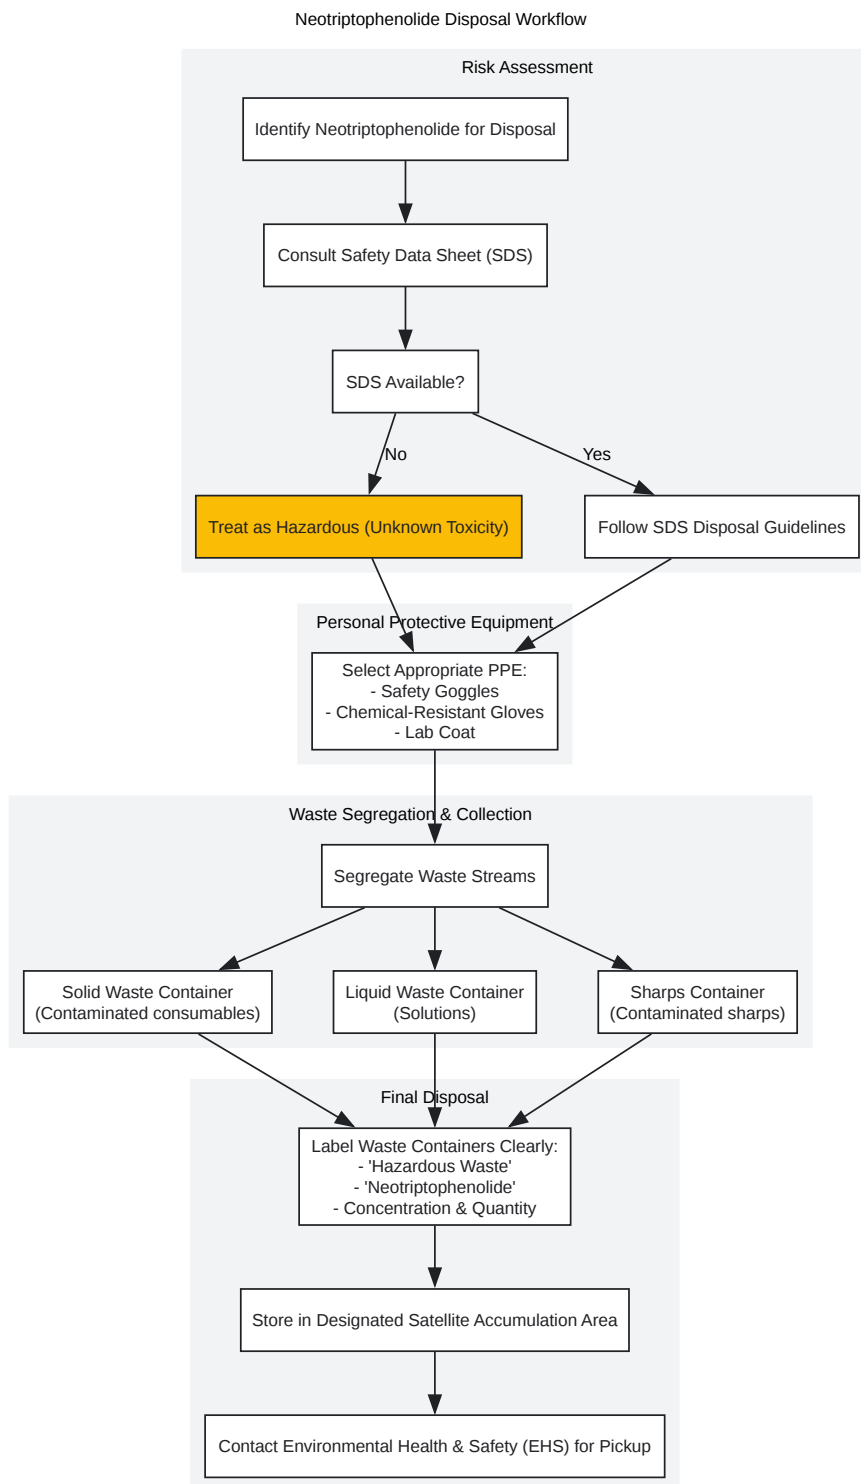 Neotriptophenolide Disposal Workflow
Risk Assessment
Identify Neotriptophenolide for Disposal
Consult Safety Data Sheet (SDS)
SDS Available?
No
Yes
Treat as Hazardous (Unknown Toxicity)
Follow SDS Disposal Guidelines
Personal Protective Equipment
Select Appropriate PPE:
- Safety Goggles
- Chemical-Resistant Gloves
- Lab Coat
Waste Segregation & Collection
Segregate Waste Streams
Solid Waste Container
(Contaminated consumables)
Liquid Waste Container
(Solutions)
Sharps Container
(Contaminated sharps)
Final Disposal
Label Waste Containers Clearly:
- 'Hazardous Waste'
- 'Neotriptophenolide'
- Concentration & Quantity
Store in Designated Satellite Accumulation Area
Contact Environmental Health & Safety (EHS) for Pickup